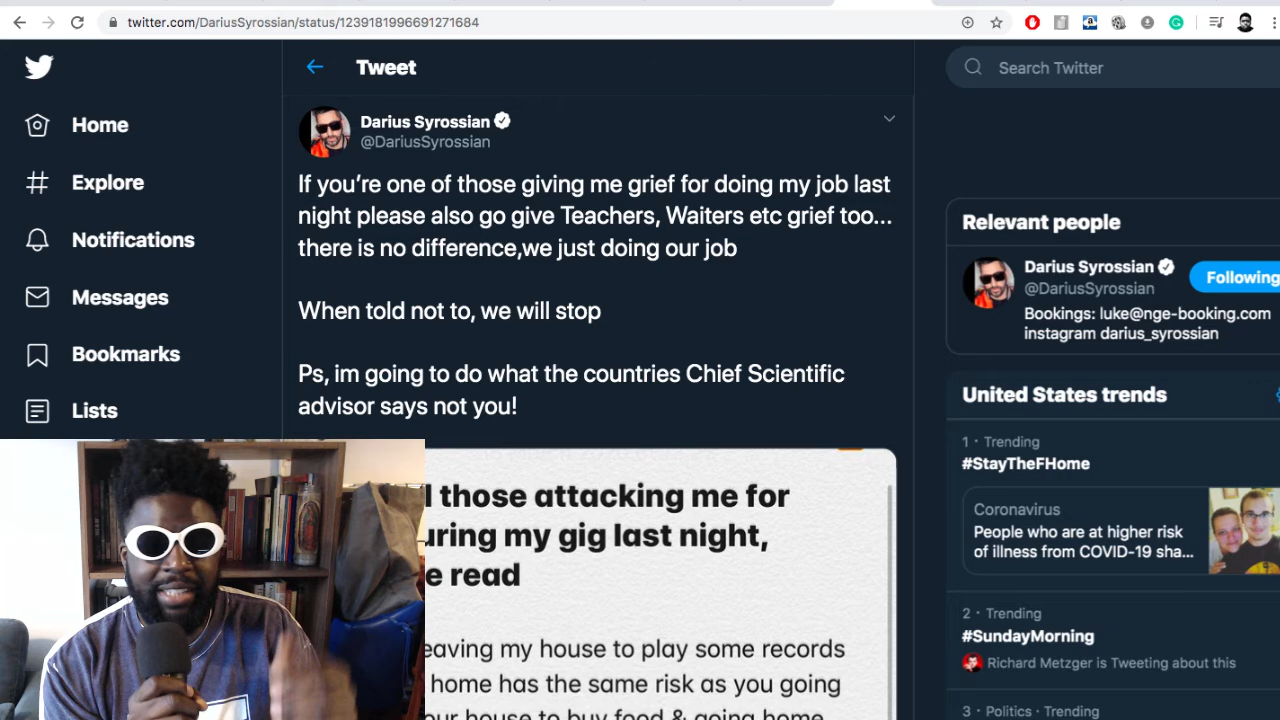 twitter.com/DariusSyrossian/status/1239181996691271684
Tweet
Search Twitter
Home
Explore
Notifications
Messages
Bookmarks
Lists
Darius Syrossian
@DariusSyrossian
If you’re one of those giving me grief for doing my job last
night please also go give Teachers, Waiters etc grief too...
there is no difference,we just doing our job
When told not to, we will stop
Ps, im going to do what the countries Chief Scientific
advisor says not you!
those attacking me for
uring my gig last night,
e read
eaving my house to play some records
home has the same risk as you going
our house to buy food & going home
Relevant people
Darius Syrossian
@DariusSyrossian
Following
Bookings: luke@nge-booking.com
instagram darius_syrossian
United States trends
1 · Trending
#StayTheFHome
Coronavirus
People who are at higher risk
of illness from COVID-19 sha...
2 · Trending
#SundayMorning
Richard Metzger is Tweeting about this
3 · Politics · Trending